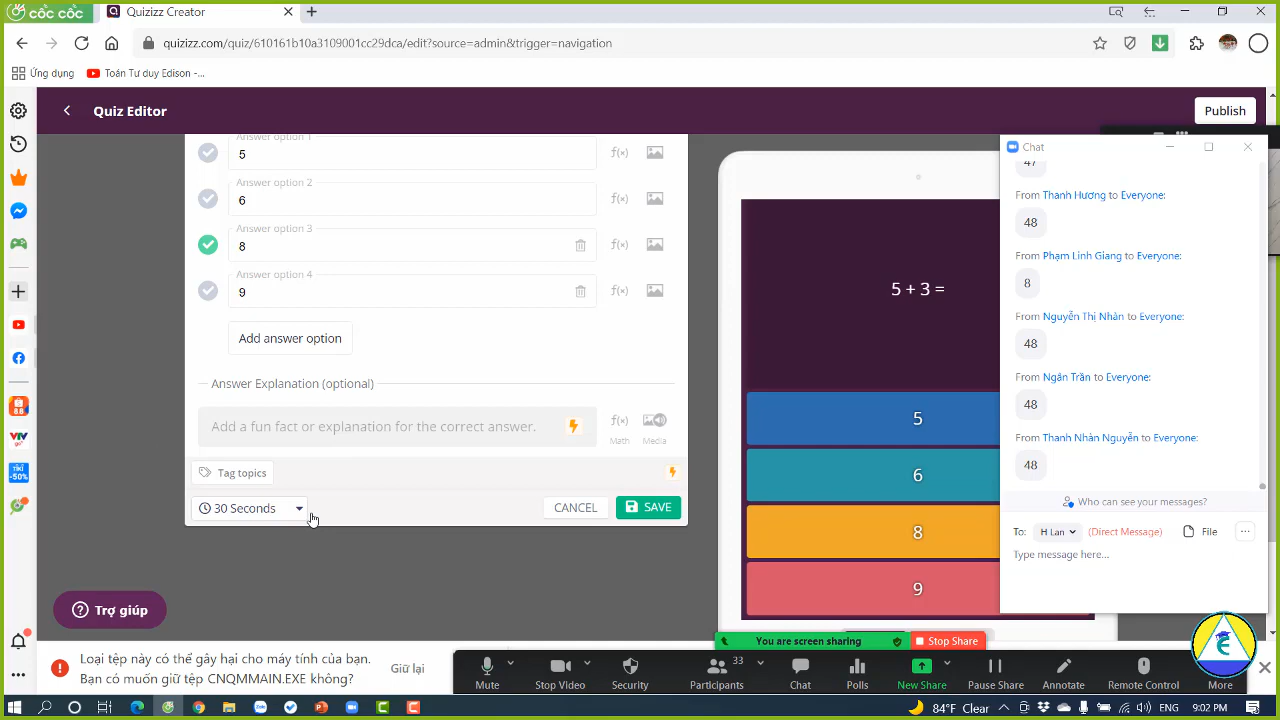 CỐC CỐC
Quizizz Creator
quizizz.com/quiz/610161b10a3109001cc29dca/edit?source=admin&trigger=navigation
Ứng dụng
Toán Tư duy Edison -...
Quiz Editor
Publish
Answer option 1
5
f(x)
Answer option 2
6
f(x)
Answer option 3
8
f(x)
Answer option 4
9
f(x)
Add answer option
Answer Explanation (optional)
Add a fun fact or explanation for the correct answer.
f(x)
Math
Media
Tag topics
30 Seconds
CANCEL
SAVE
5 + 3 =
5
6
8
9
Chat
47
From Thanh Hương to Everyone:
48
From Phạm Linh Giang to Everyone:
8
From Nguyễn Thị Nhàn to Everyone:
48
From Ngân Trần to Everyone:
48
From Thanh Nhàn Nguyễn to Everyone:
48
Who can see your messages?
To: H Lan (Direct Message) File
Type message here...
8.8
VTV
go
TIKI
-50%
Trợ giúp
You are screen sharing
Stop Share
Loại tệp này có thể gây hại cho máy tính của bạn.
Bạn có muốn giữ tệp CNQMMAIN.EXE không?
Giữ lại
Mute
Stop Video
Security
33
Participants
Chat
Polls
New Share
Pause Share
Annotate
Remote Control
More
84°F Clear
ENG
9:02 PM